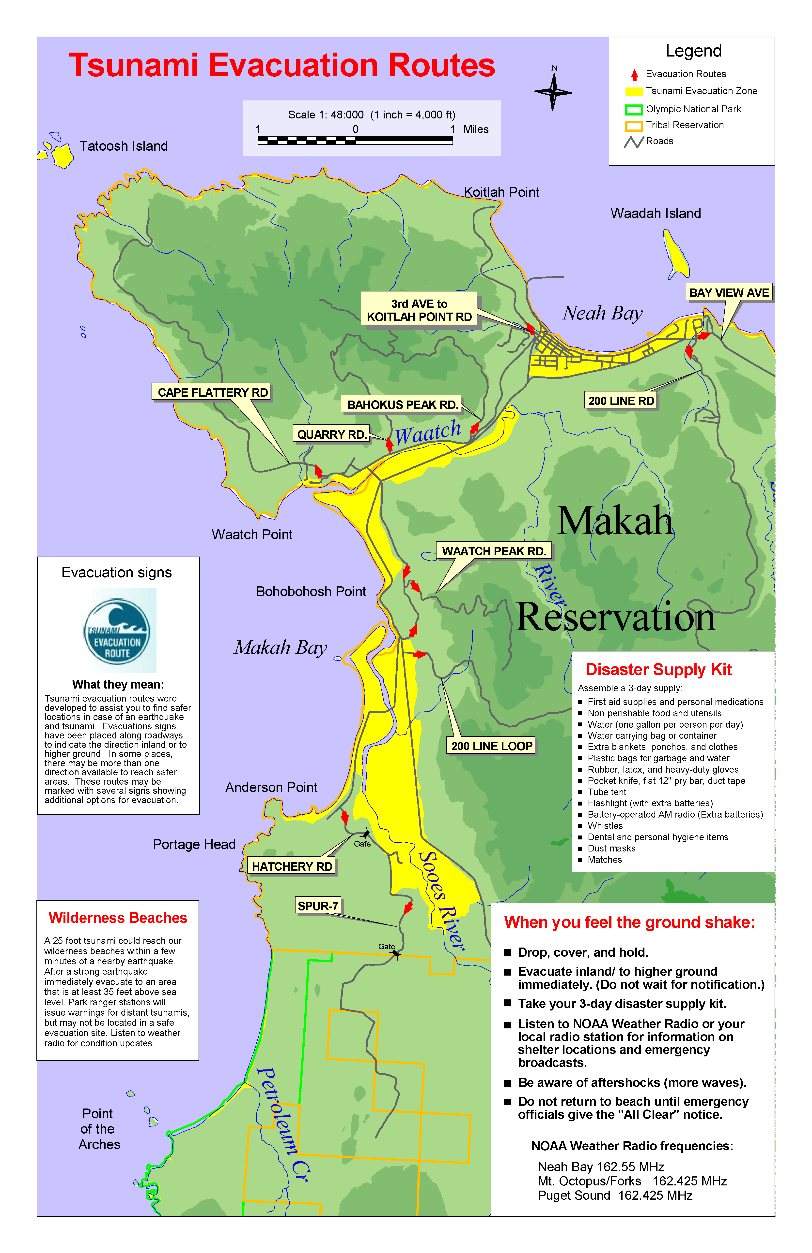 Tsunami Evacuation Routes
N
Legend
Evacuation Routes
Tsunami Evacuation Zone
Olympic National Park
Tribal Reservation
Roads
Scale 1: 48:000 (1 inch = 4,000 ft)
1 0 1 Miles
Tatoosh Island
Koitlah Point
Waadah Island
BAY VIEW AVE
3rd AVE to
KOITLAH POINT RD
Neah Bay
CAPE FLATTERY RD
BAHOKUS PEAK RD.
200 LINE RD
QUARRY RD.
Waatch
River
Waatch Point
Makah
Reservation
WAATCH PEAK RD.
Bohobohosh Point
Makah Bay
200 LINE LOOP
Anderson Point
Portage Head
Gate
HATCHERY RD
SPUR-7
Sooes River
Gate
Petroleum Cr
Point
of the
Arches
Evacuation signs
TSUNAMI
EVACUATION
ROUTE
What they mean:
Tsunami evacuation routes were
developed to assist you to find safer
locations in case of an earthquake
and tsunami. Evacuations signs
have been placed along roadways
to indicate the direction inland or to
higher ground. In some places,
there may be more than one
direction available to reach safer
areas. These routes may be
marked with several signs showing
additional options for evacuation.
Wilderness Beaches
A 25 foot tsunami could reach our
wilderness beaches within a few
minutes of a nearby earthquake.
After a strong earthquake
immediately evacuate to an area
that is at least 35 feet above sea
level. Park ranger stations will
issue warnings for distant tsunamis,
but may not be located in a safe
evacuation site. Listen to weather
radio for condition updates.
Disaster Supply Kit
Assemble a 3-day supply:
■ First aid supplies and personal medications
■ Non perishable food and utensils
■ Water (one gallon per person per day)
■ Water carrying bag or container
■ Extra blankets, ponchos, and clothes
■ Plastic bags for garbage and water
■ Rubber, latex, and heavy-duty gloves
■ Pocket knife, flat 12" pry bar, duct tape
■ Tube tent
■ Flashlight (with extra batteries)
■ Battery-operated AM radio (Extra batteries)
■ Whistles
■ Dental and personal hygiene items
■ Dust masks
■ Matches
When you feel the ground shake:
■ Drop, cover, and hold.
■ Evacuate inland/ to higher ground
immediately. (Do not wait for notification.)
■ Take your 3-day disaster supply kit.
■ Listen to NOAA Weather Radio or your
local radio station for information on
shelter locations and emergency
broadcasts.
■ Be aware of aftershocks (more waves).
■ Do not return to beach until emergency
officials give the "All Clear" notice.
NOAA Weather Radio frequencies:
Neah Bay 162.55 MHz
Mt. Octopus/Forks 162.425 MHz
Puget Sound 162.425 MHz